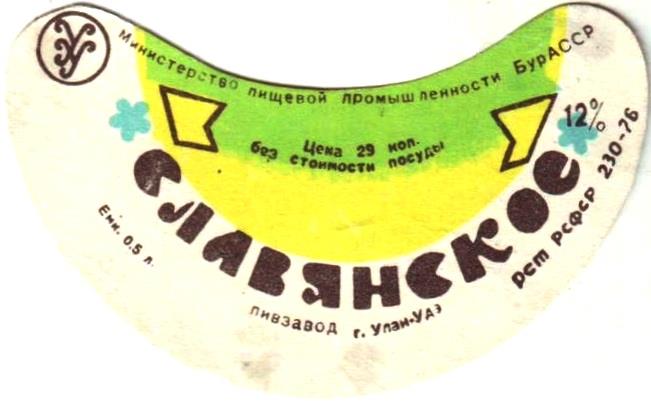 Министерство пищевой промышленности БурАССР
12%
Цена 29 коп.
без стоимости посуды
СЛАВЯНСКОЕ
Емк. 0.5 л.
рст рсфср 230-76
пивзавод г. Улан-Удэ